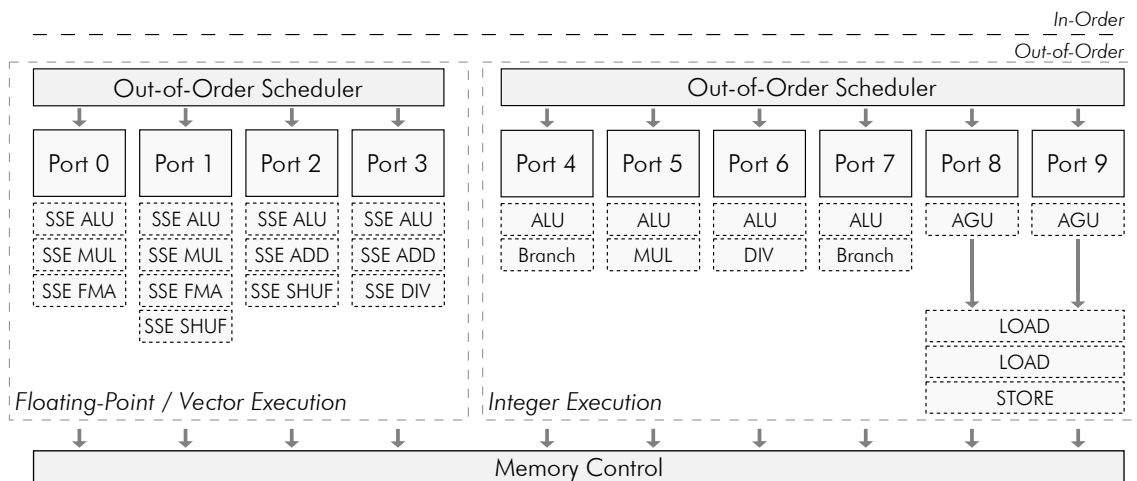 In-Order
Out-of-Order
Out-of-Order Scheduler Out-of-Order Scheduler
Port 0 Port 1 Port 2 Port 3 Port 4 Port 5 Port 6 Port 7 Port 8 Port 9
SSE ALU SSE ALU SSE ALU SSE ALU ALU ALU ALU ALU AGU AGU
SSE MUL SSE MUL SSE ADD SSE ADD Branch MUL DIV Branch
SSE FMA SSE FMA SSE SHUF SSE DIV
SSE SHUF LOAD
LOAD
STORE
Floating-Point / Vector Execution Integer Execution
Memory Control